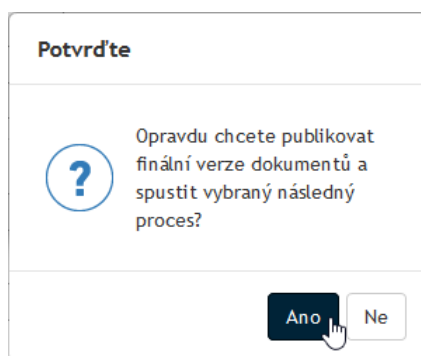 Potvrďte
Opravdu chcete publikovat
finální verze dokumentů a
spustit vybraný následný
proces?
Ano
Ne